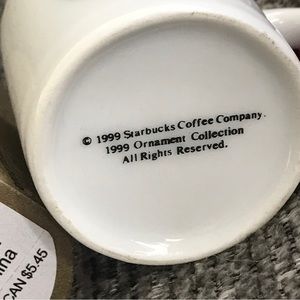 © 1999 Starbucks Coffee Company.
1999 Ornament Collection
All Rights Reserved.
CAN$5.45